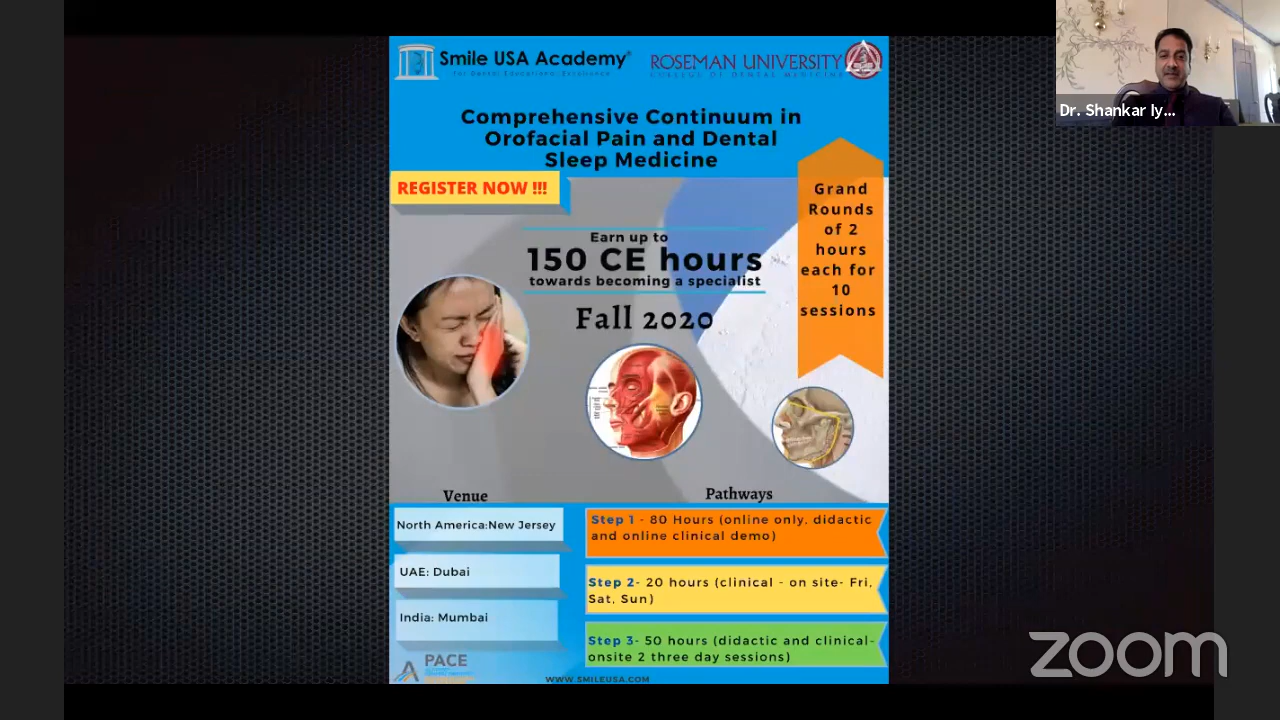 Smile USA Academy®
For Dental Educational Excellence
ROSEMAN UNIVERSITY
COLLEGE OF DENTAL MEDICINE
Comprehensive Continuum in
Orofacial Pain and Dental
Sleep Medicine
REGISTER NOW !!!
Earn up to
150 CE hours
towards becoming a specialist
Fall 2020
Grand
Rounds
of 2
hours
each for
10
sessions
Venue
North America:New Jersey
UAE: Dubai
India: Mumbai
Pathways
Step 1 - 80 Hours (online only, didactic
and online clinical demo)
Step 2- 20 hours (clinical - on site- Fri,
Sat, Sun)
Step 3- 50 hours (didactic and clinical-
onsite 2 three day sessions)
PACE
WWW.SMILEUSA.COM
Dr. Shankar Iy...
zoom